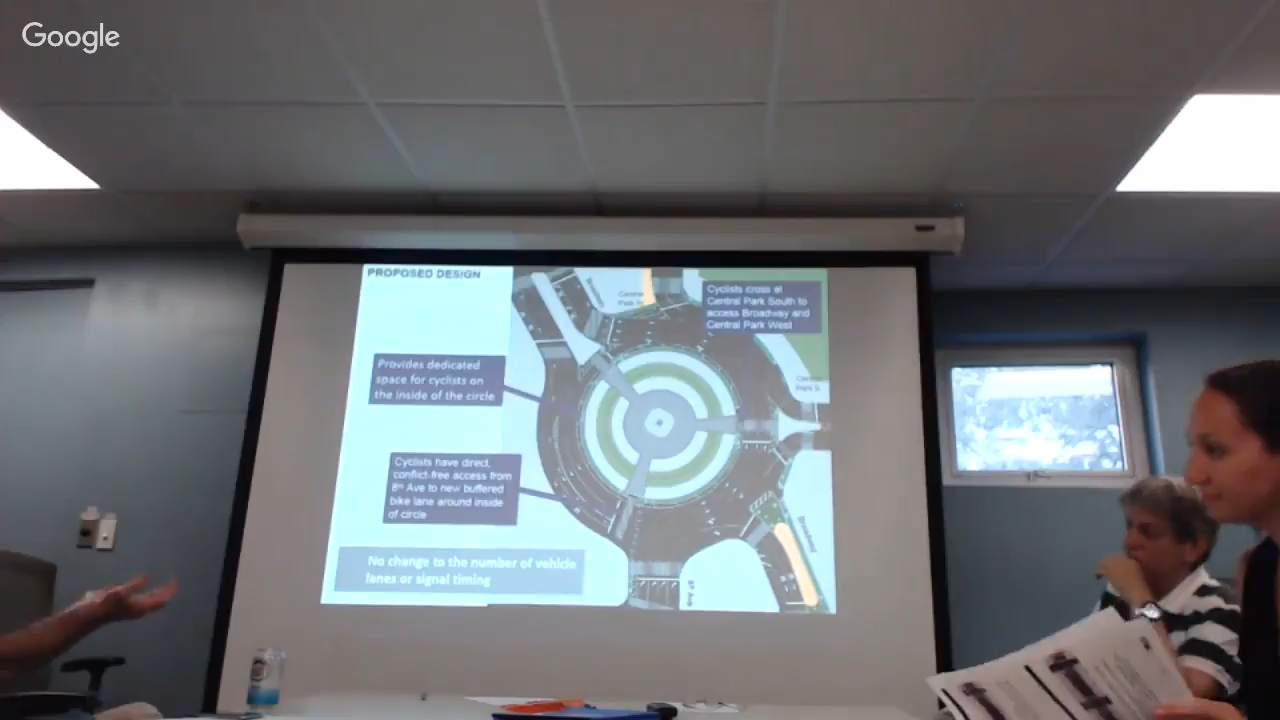 Google
PROPOSED DESIGN
Cyclists cross at
Central Park South to
access Broadway and
Central Park West
Provides dedicated
space for cyclists on
the inside of the circle
Cyclists have direct,
conflict-free access from
8th Ave to new buffered
bike lane around inside
of circle
No change to the number of vehicle
lanes or signal timing
Central
Park S
Broadway
8th Ave